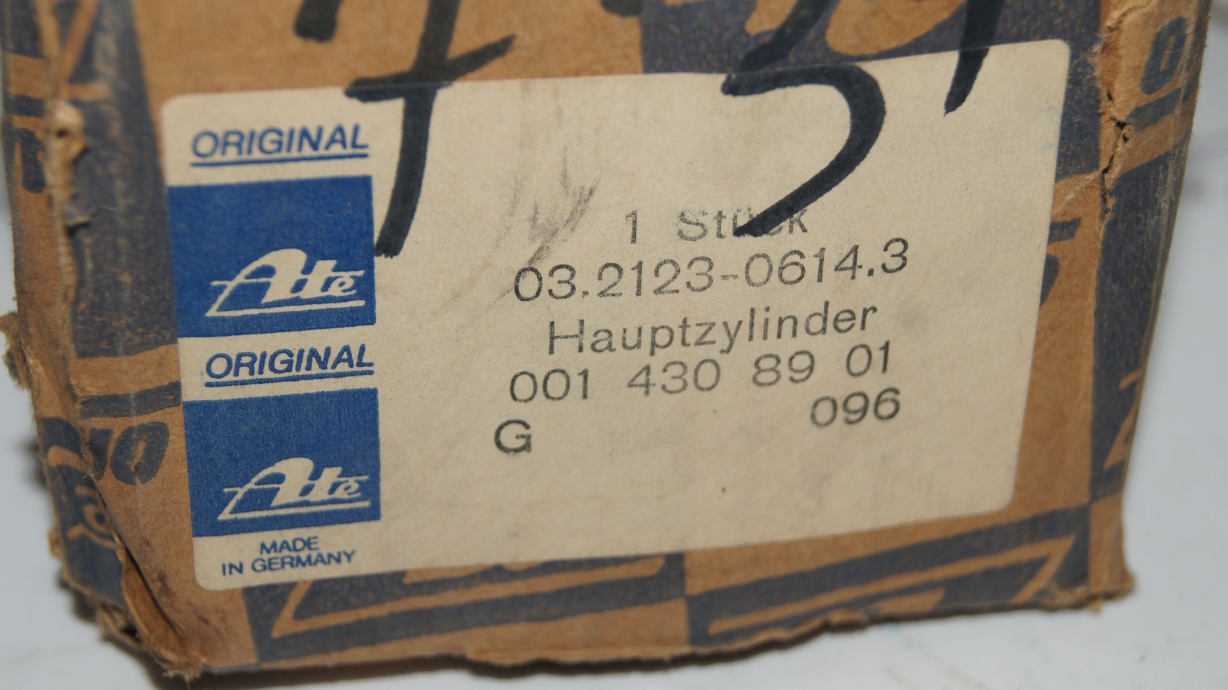 ORIGINAL
Ate
ORIGINAL
Ate
MADE
IN GERMANY
1 Stück
03.2123-0614.3
Hauptzylinder
001 430 89 01
G 096